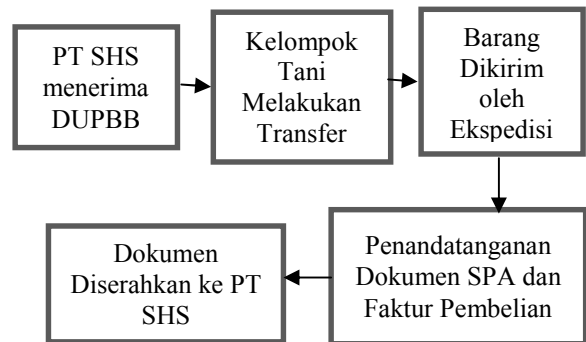 PT SHS
menerima
DUPBB
Kelompok
Tani
Melakukan
Transfer
Barang
Dikirim
oleh
Ekspedisi
Penandatanganan
Dokumen SPA dan
Faktur Pembelian
Dokumen
Diserahkan ke PT
SHS